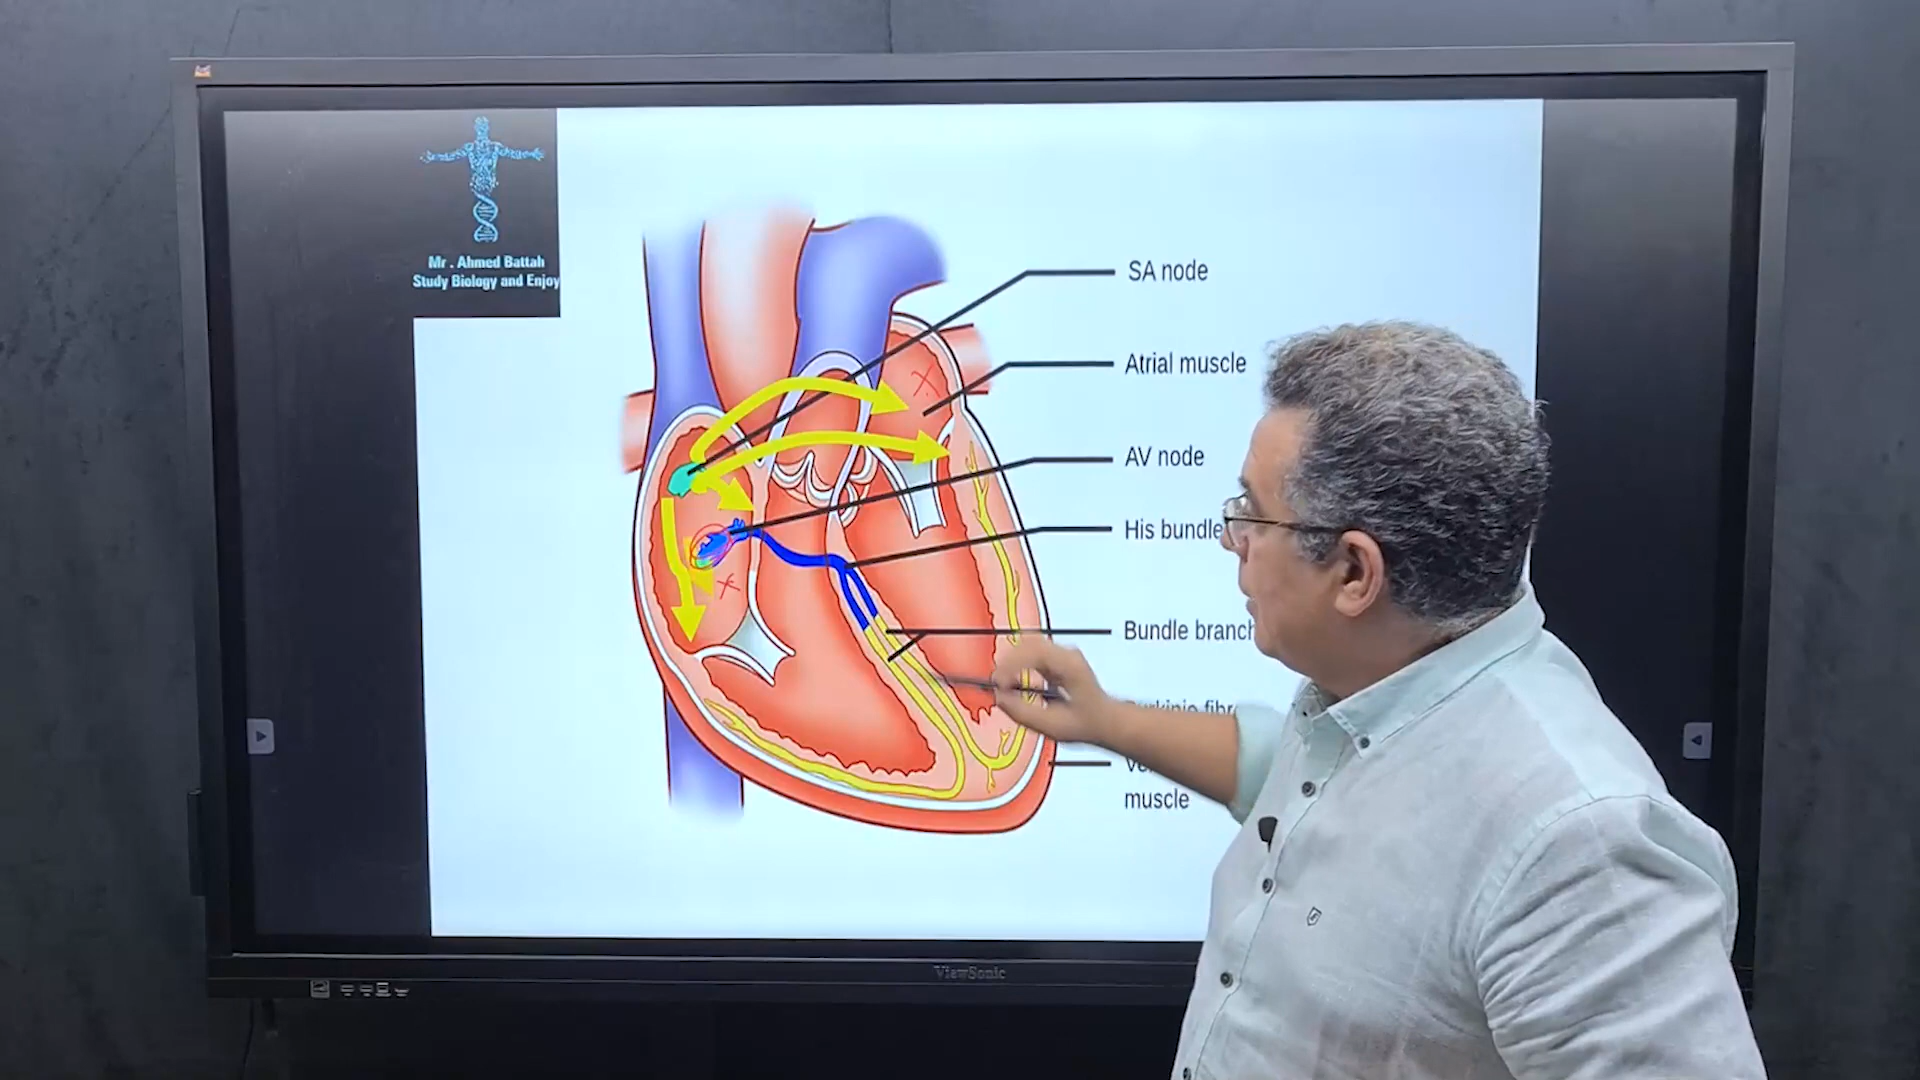 Mr . Ahmed Battah
Study Biology and Enjoy
SA node
Atrial muscle
AV node
His bundle
Bundle branch
muscle
ViewSonic